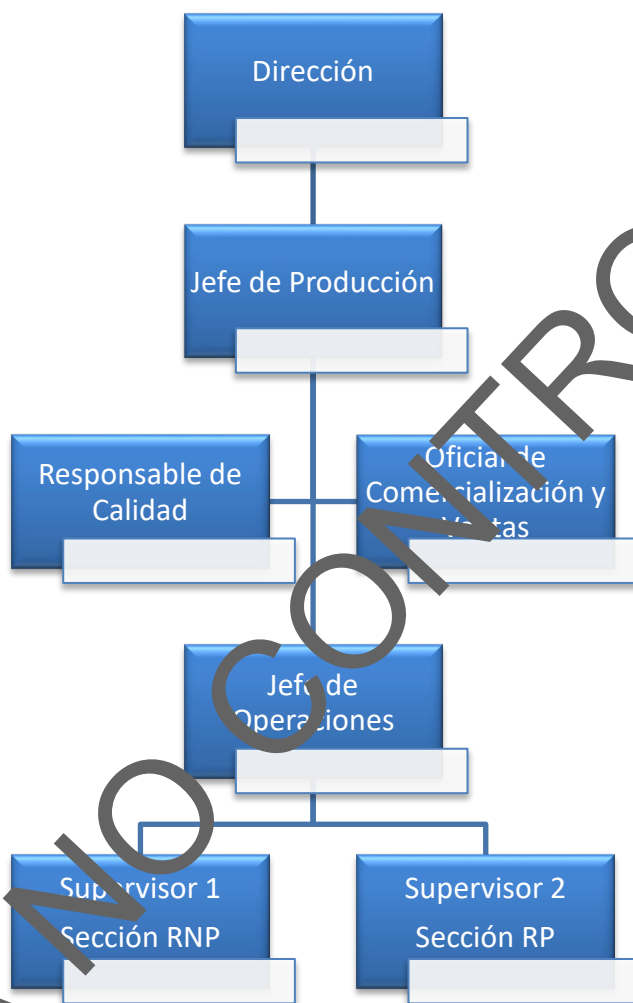 Dirección
Jefe de Producción
Responsable de
Calidad
Oficial de
Comercialización y
Ventas
Jefe de
Operaciones
Supervisor 1
Sección RNP
Supervisor 2
Sección RP
NO CONTRO